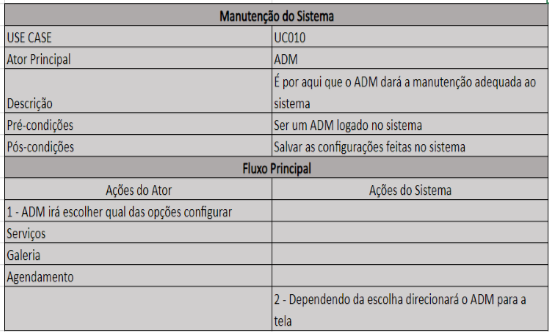 Manutenção do Sistema
USE CASE UC010
Ator Principal ADM
Descrição É por aqui que o ADM dará a manutenção adequada ao
sistema
Pré-condições Ser um ADM logado no sistema
Pós-condições Salvar as configurações feitas no sistema
Fluxo Principal
Ações do Ator Ações do Sistema
1 - ADM irá escolher qual das opções configurar
Serviços
Galeria
Agendamento
2 - Dependendo da escolha direcionará o ADM para a
tela